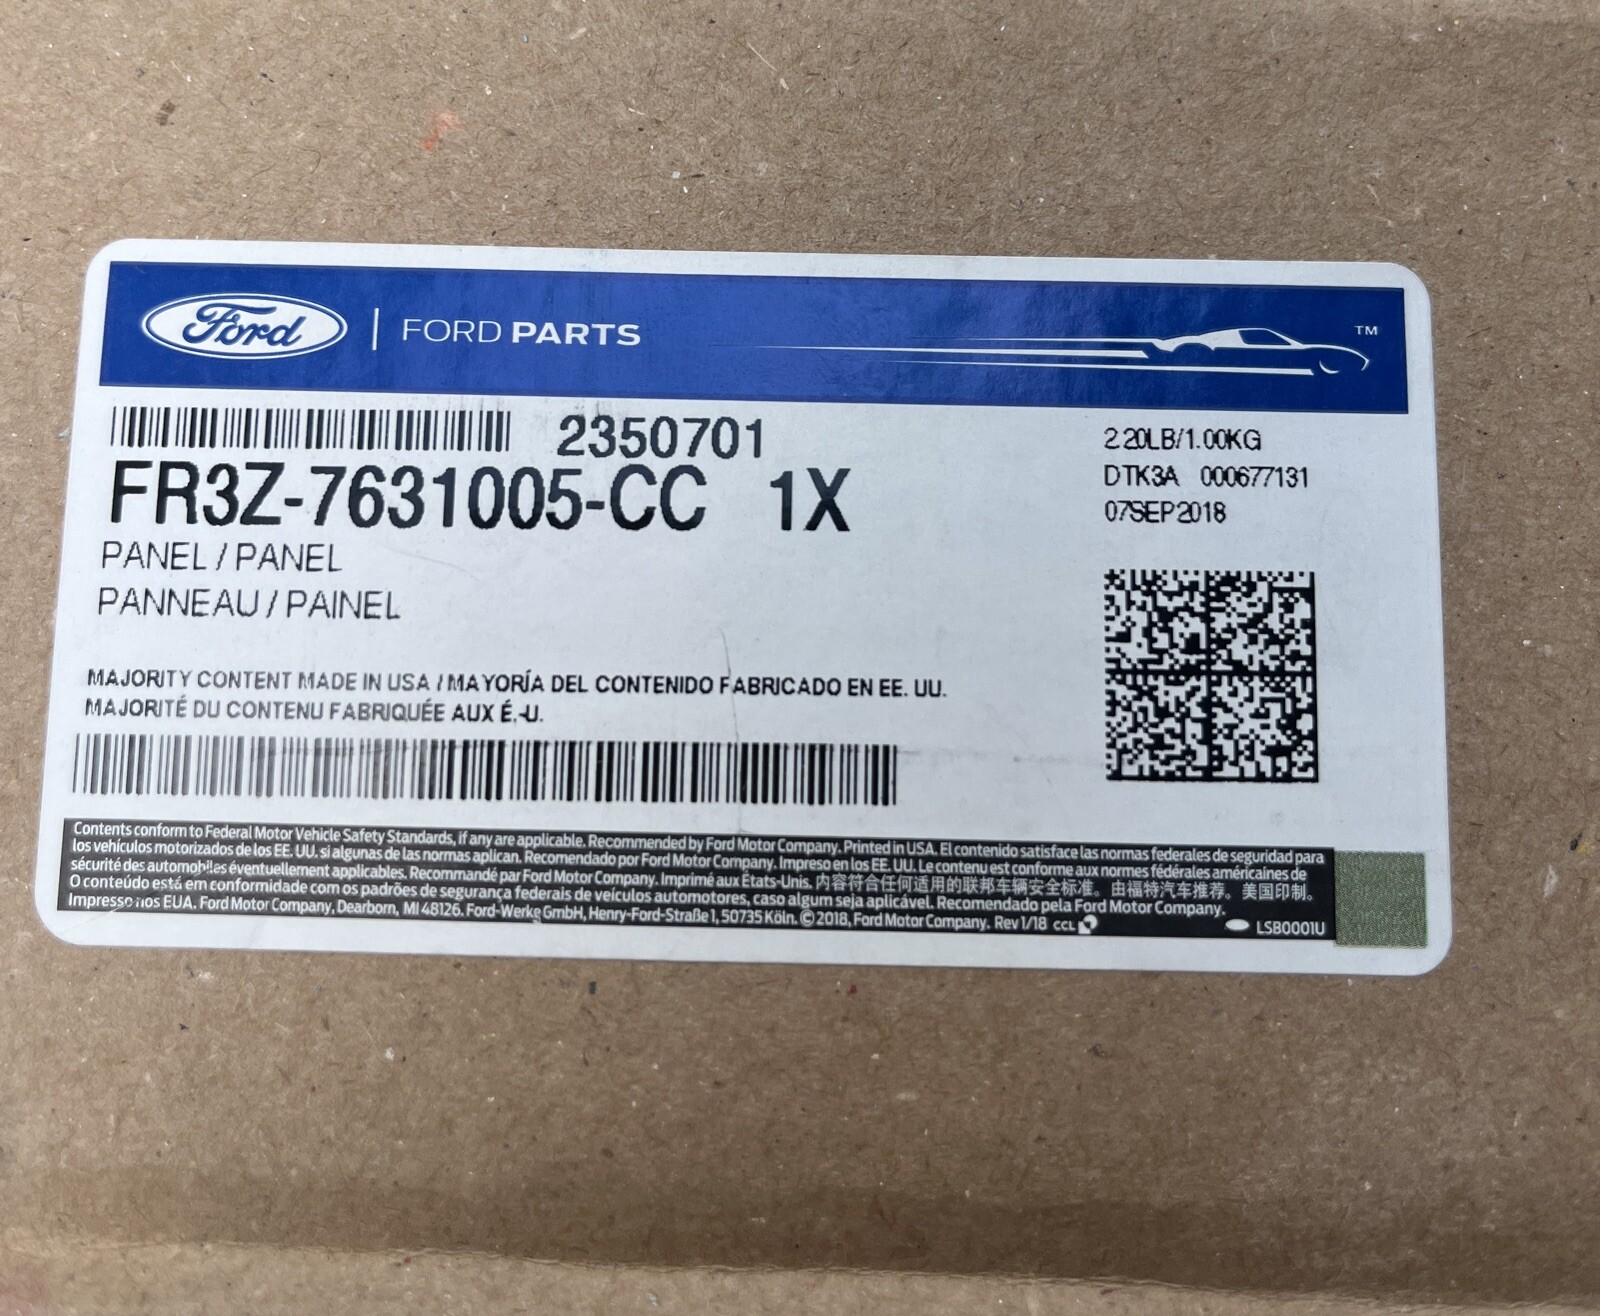 Ford | FORD PARTS ™
2350701
FR3Z-7631005-CC 1X
PANEL / PANEL
PANNEAU / PAINEL
2.20LB/1.00KG
DTK3A 000677131
07SEP2018
MAJORITY CONTENT MADE IN USA / MAYORÍA DEL CONTENIDO FABRICADO EN EE. UU.
MAJORITÉ DU CONTENU FABRIQUÉE AUX É.-U.
Contents conform to Federal Motor Vehicle Safety Standards, if any are applicable. Recommended by Ford Motor Company. Printed in USA. El contenido satisface las normas federales de seguridad para
los vehículos motorizados de los EE. UU. si algunas de las normas aplican. Recomendado por Ford Motor Company. Impreso en los EE. UU. Le contenu est conforme aux normes fédérales américaines de
sécurité des automobiles éventuellement applicables. Recommandé par Ford Motor Company. Imprimé aux États-Unis. 内容符合任何适用的联邦车辆安全标准。由福特汽车推荐。美国印制。
O conteúdo está em conformidade com os padrões de segurança federais de veículos automotores, caso algum seja aplicável. Recomendado pela Ford Motor Company.
Impresso nos EUA. Ford Motor Company, Dearborn, MI 48126. Ford-Werke GmbH, Henry-Ford-Straße 1, 50735 Köln. © 2018, Ford Motor Company. Rev 1/18 CCL LSB0001U